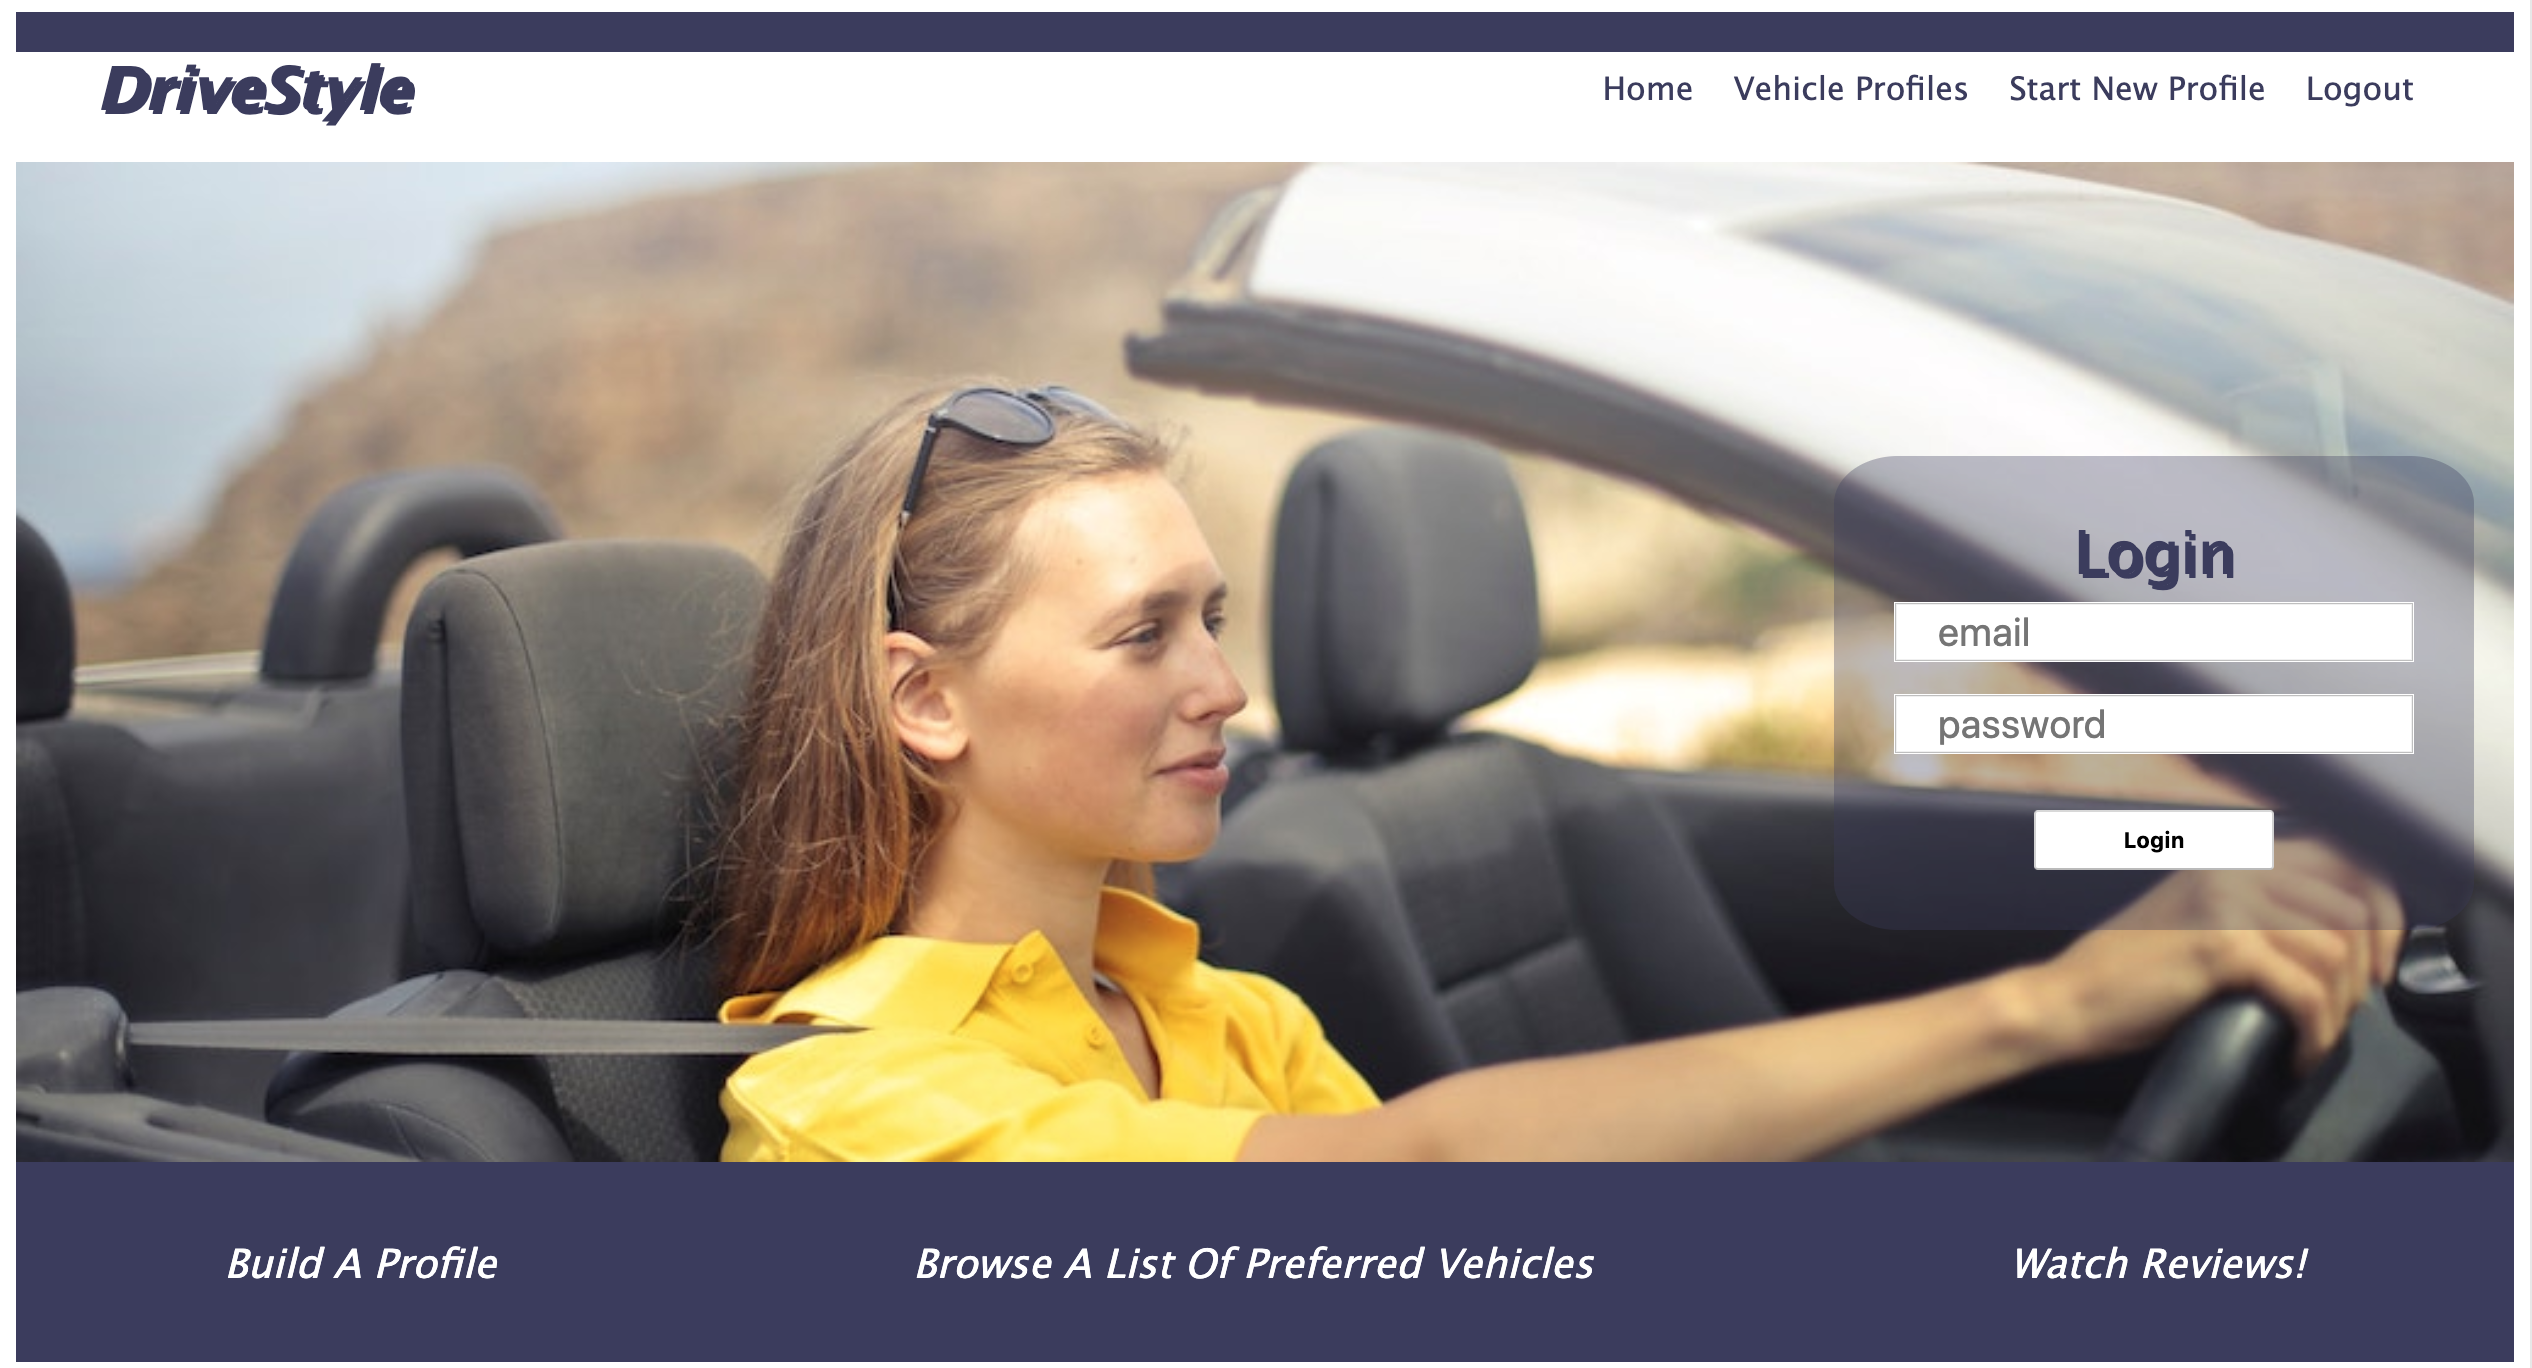 DriveStyle
Home Vehicle Profiles Start New Profile Logout
Login
email
password
Login
Build A Profile Browse A List Of Preferred Vehicles Watch Reviews!